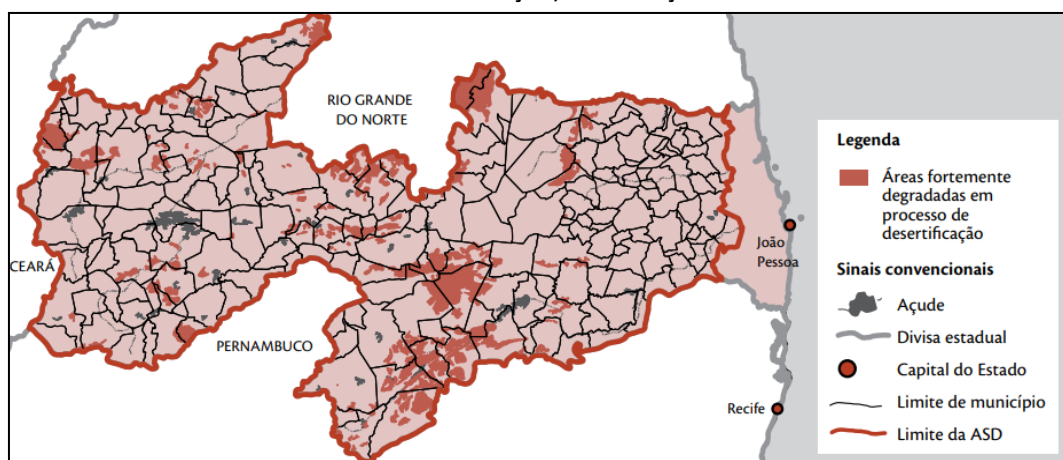 RIO GRANDE
DO NORTE
CEARÁ
PERNAMBUCO
João
Pessoa
Recife
Legenda
Áreas fortemente
degradadas em
processo de
desertificação
Sinais convencionais
Açude
Divisa estadual
Capital do Estado
Limite de município
Limite da ASD